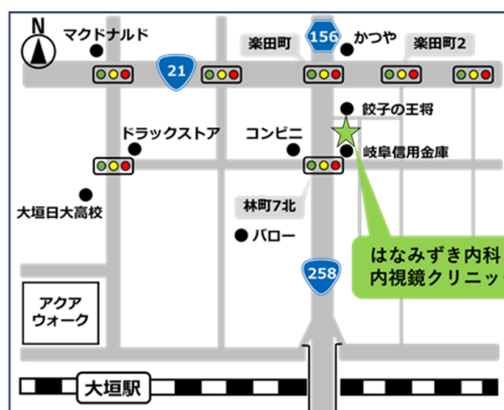 N
マクドナルド
156
かつや
楽田町
楽田町2
21
餃子の王将
ドラックストア
コンビニ
岐阜信用金庫
大垣日大高校
林町7北
バロー
はなみずき内科
内視鏡クリニッ
258
アクア
ウォーク
大垣駅